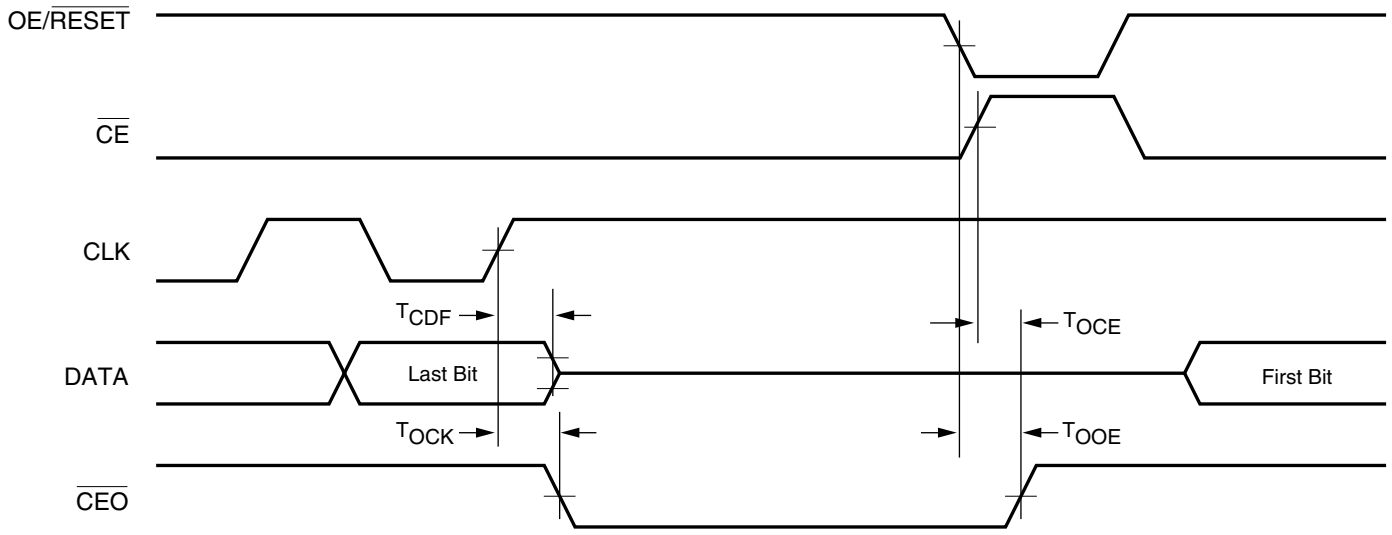 OE/RESET
CE
CLK
TCDF
TOCE
DATA
Last Bit
First Bit
TOCK
TOOE
CEO